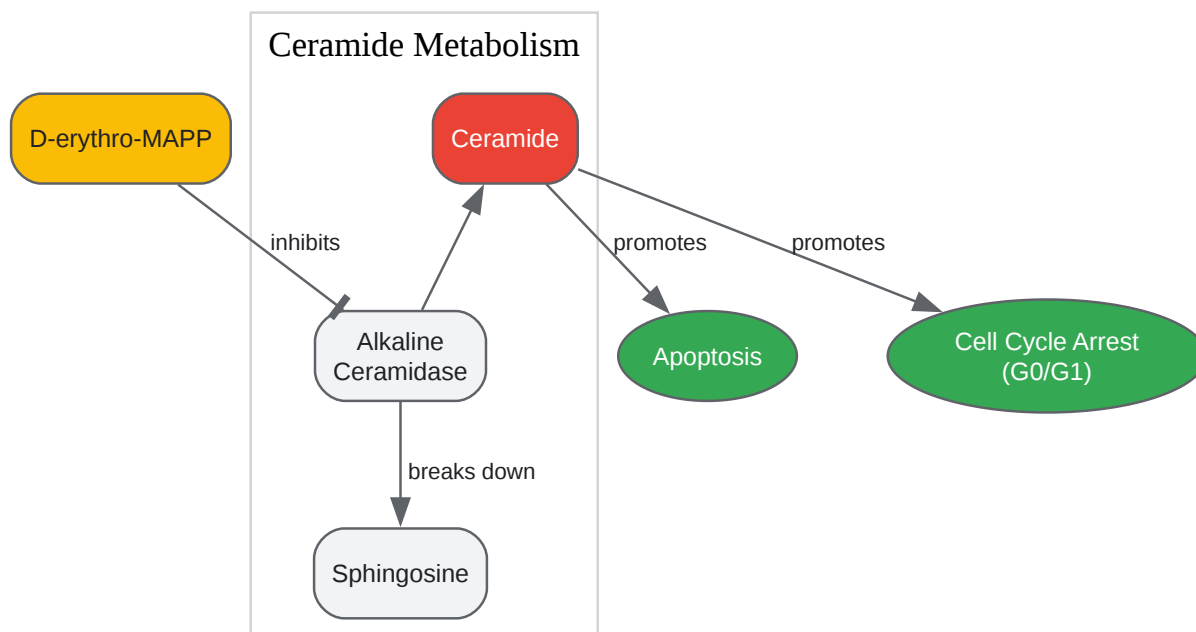 Ceramide Metabolism
D-erythro-MAPP
Ceramide
inhibits
promotes
promotes
Alkaline
Ceramidase
Apoptosis
Cell Cycle Arrest
(G0/G1)
breaks down
Sphingosine